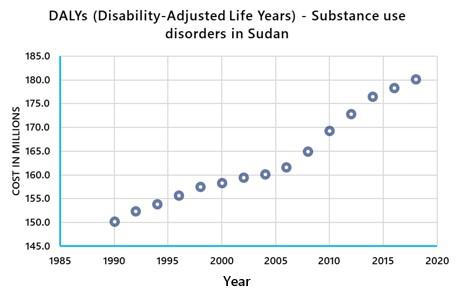 DALYs (Disability-Adjusted Life Years) - Substance use
disorders in Sudan
COST IN MILLIONS
185.0
180.0
175.0
170.0
165.0
160.0
155.0
150.0
145.0
1985 1990 1995 2000 2005 2010 2015 2020
Year